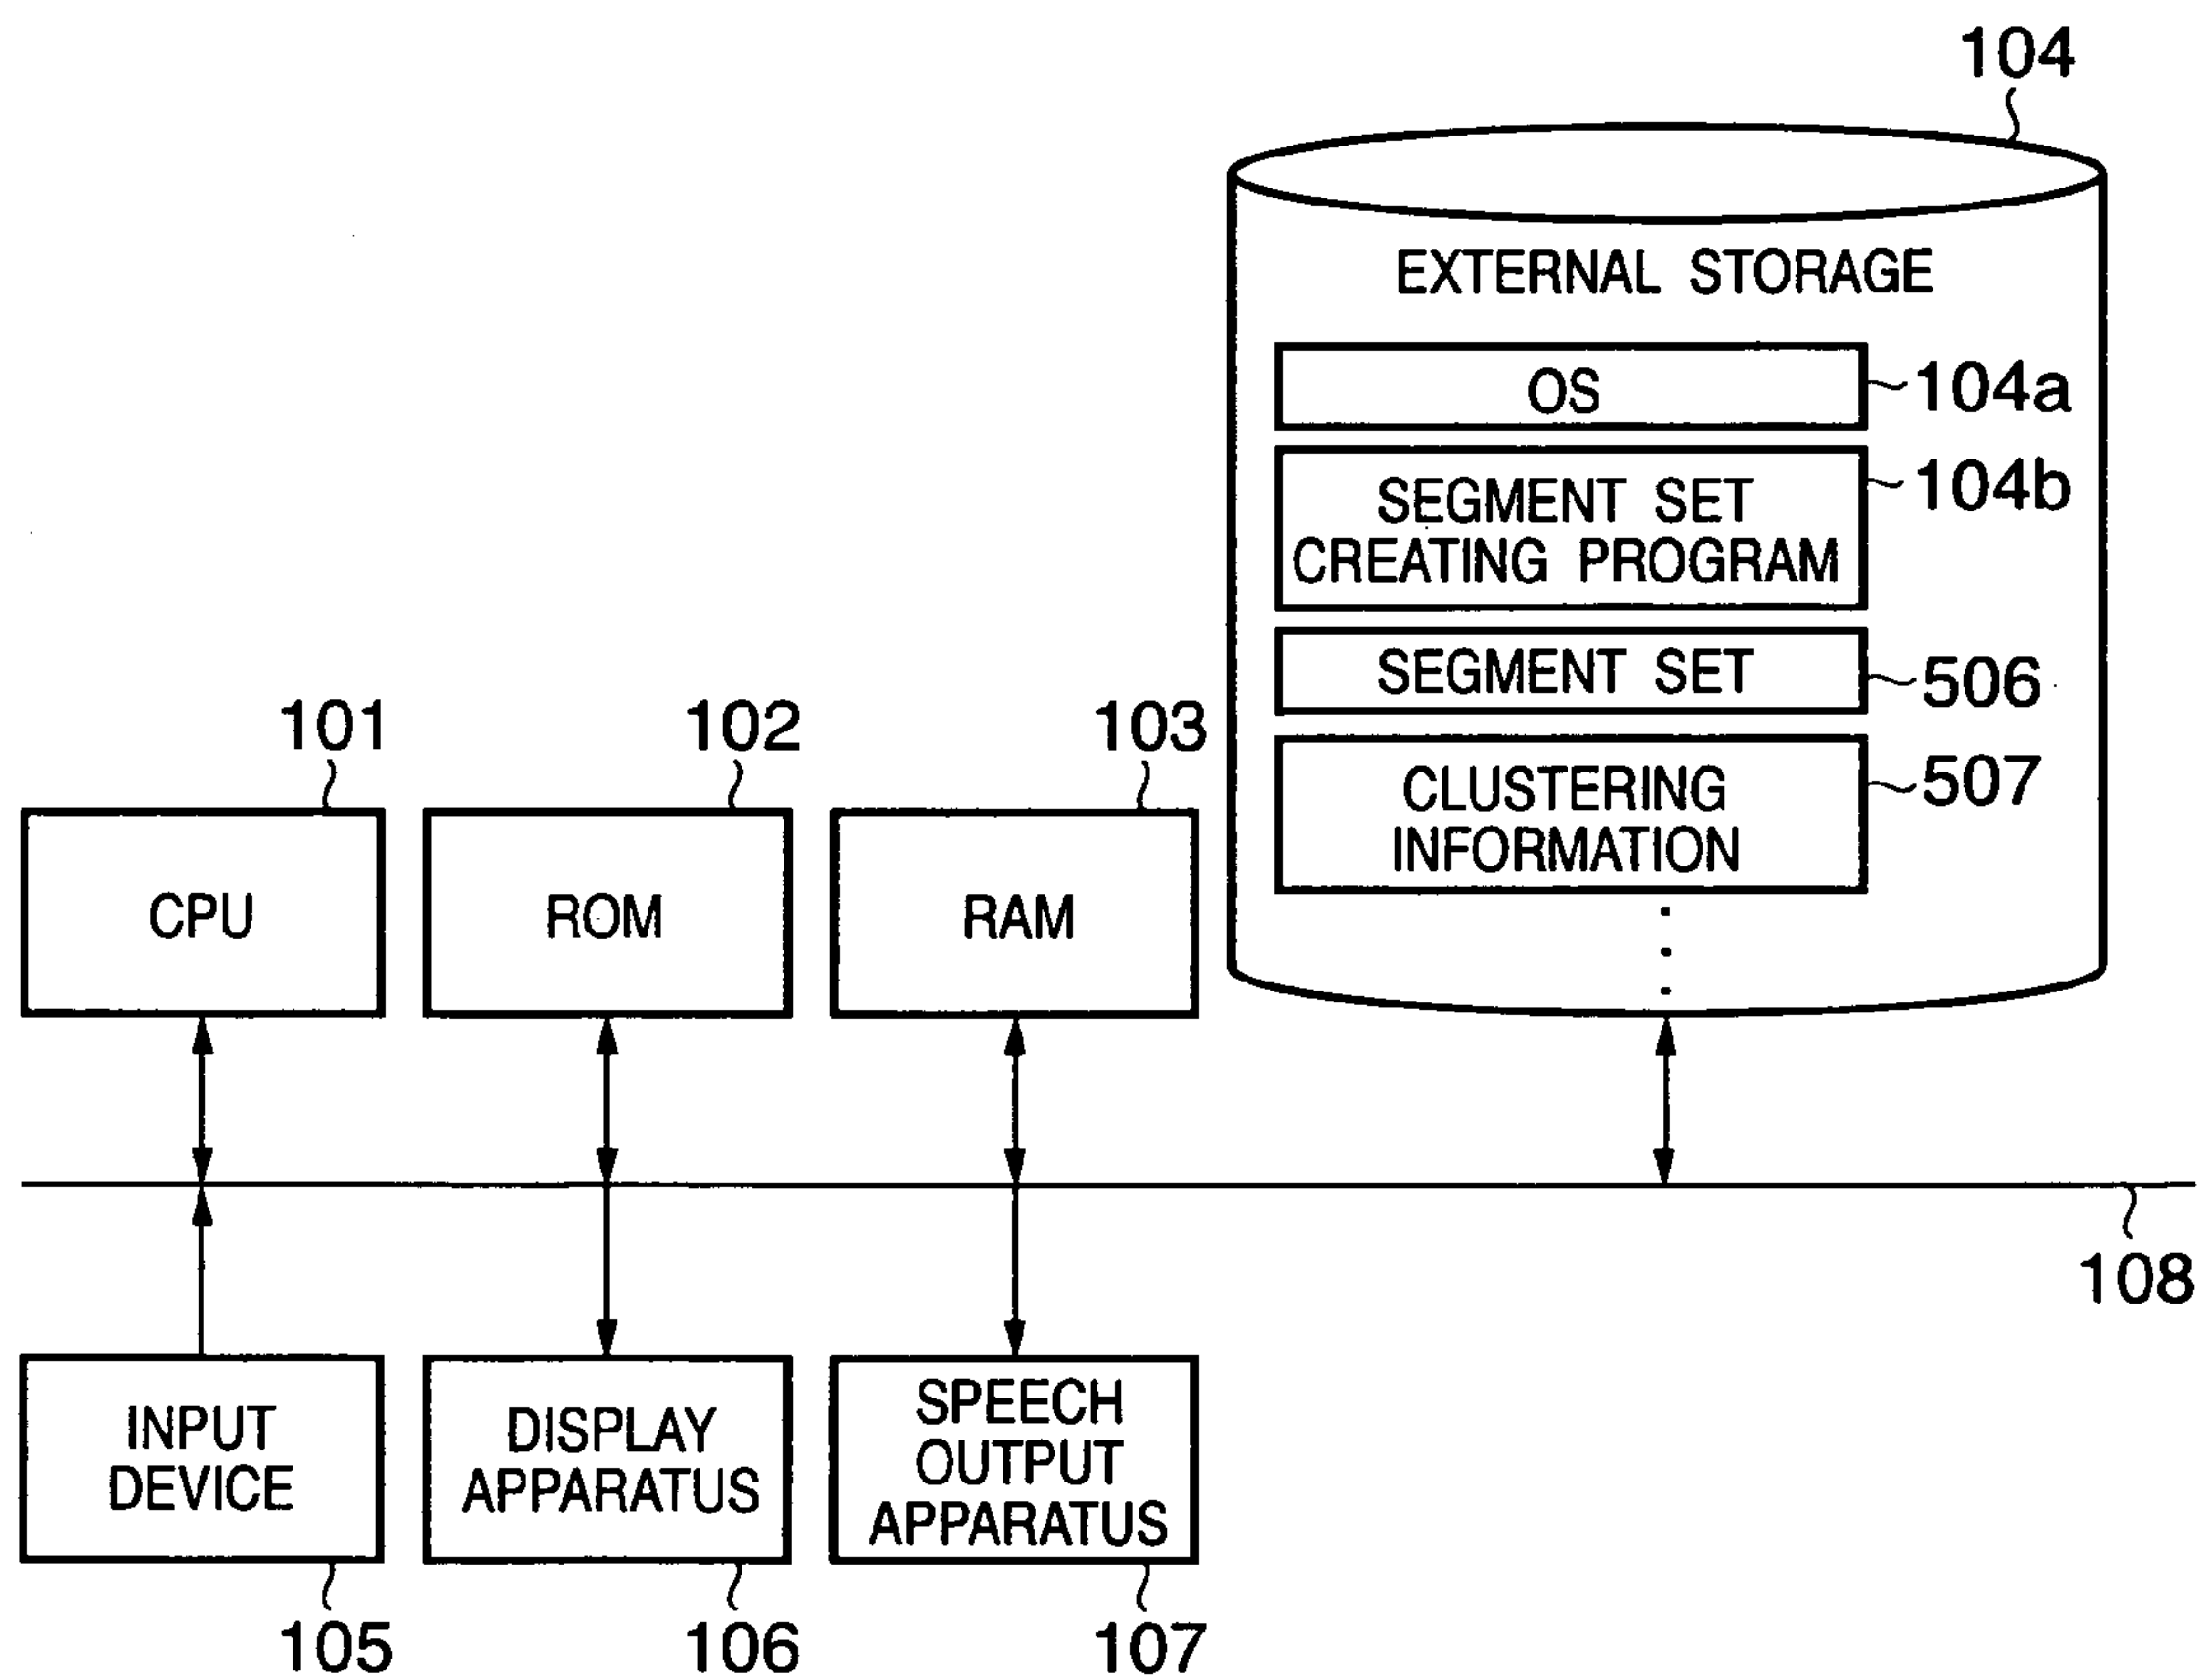 104
EXTERNAL STORAGE
OS
104a
SEGMENT SET
CREATING PROGRAM
104b
SEGMENT SET
506
CLUSTERING
INFORMATION
507
101
102
103
CPU
ROM
RAM
108
INPUT
DEVICE
DISPLAY
APPARATUS
SPEECH
OUTPUT
APPARATUS
105
106
107